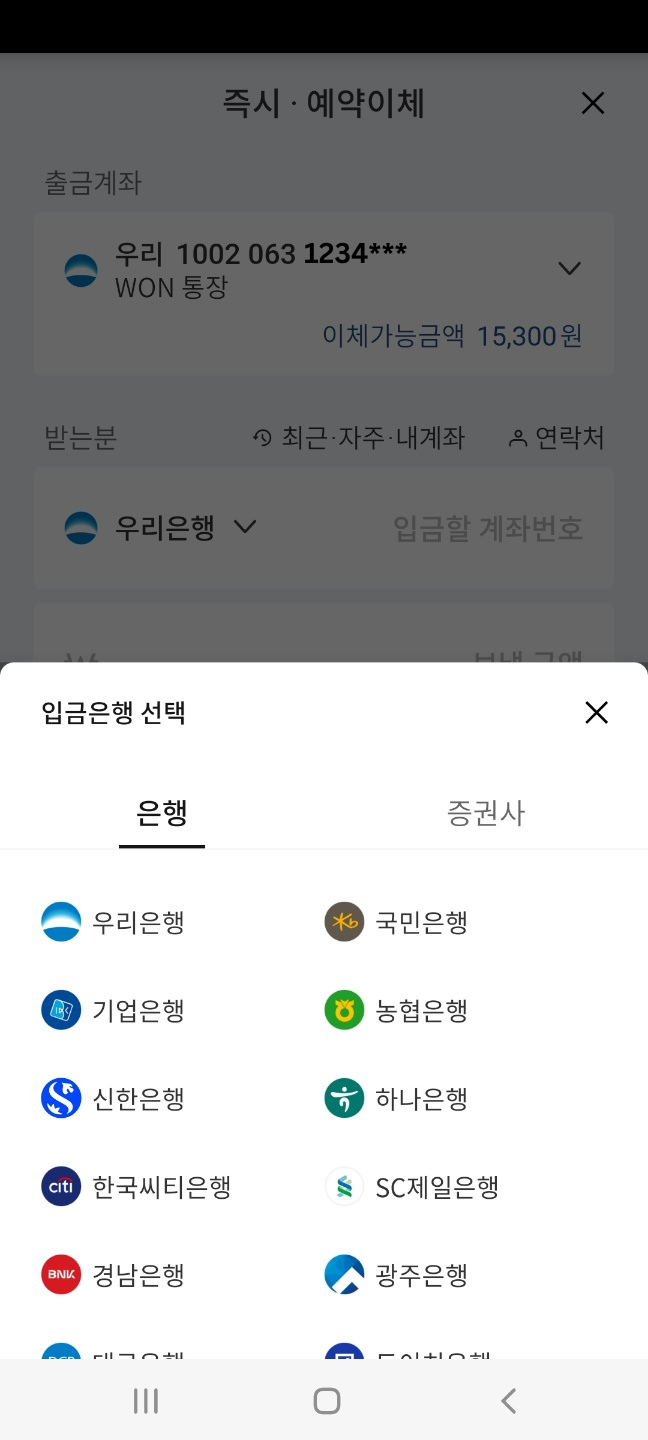 즉시 · 예약이체
출금계좌
우리 1002 063 1234***
WON 통장
이체가능금액 15,300원
받는분 최근·자주·내계좌 연락처
우리은행 입금할 계좌번호
입금은행 선택
은행 증권사
우리은행 국민은행
기업은행 농협은행
신한은행 하나은행
citi 한국씨티은행 SC제일은행
BNK 경남은행 광주은행